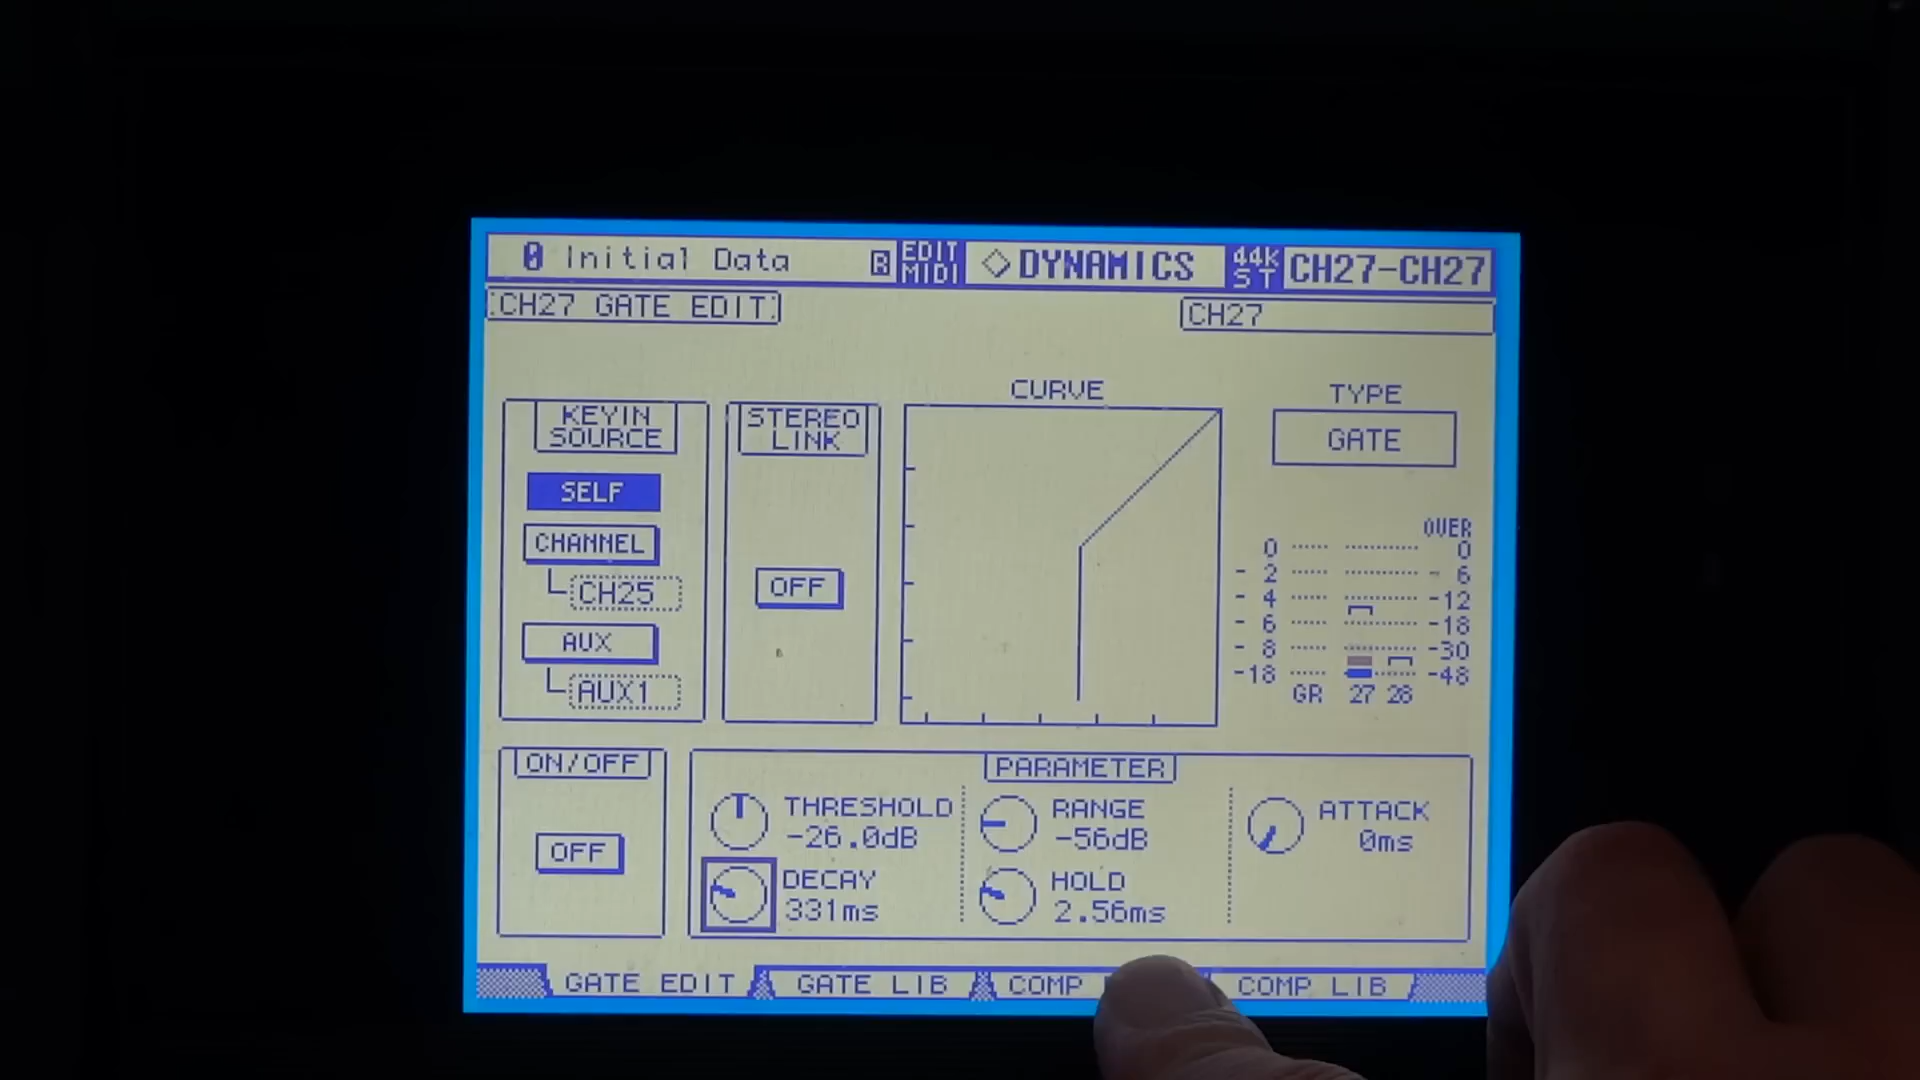 0 Initial Data R EDIT MIDI ◇DYNAMICS 44K ST CH27-CH27
CH27 GATE EDIT
CH27
CURVE
TYPE
GATE
KEYIN
SOURCE
SELF
CHANNEL
CH25
AUX
AUX1
STEREO
LINK
OFF
OVER
0 0
-2 -6
-4 -12
-6 -18
-8 -30
-18 -48
GR 27 28
ON/OFF
OFF
PARAMETER
THRESHOLD
-26.0dB
RANGE
-56dB
ATTACK
0ms
DECAY
331ms
HOLD
2.56ms
GATE EDIT GATE LIB COMP COMP LIB